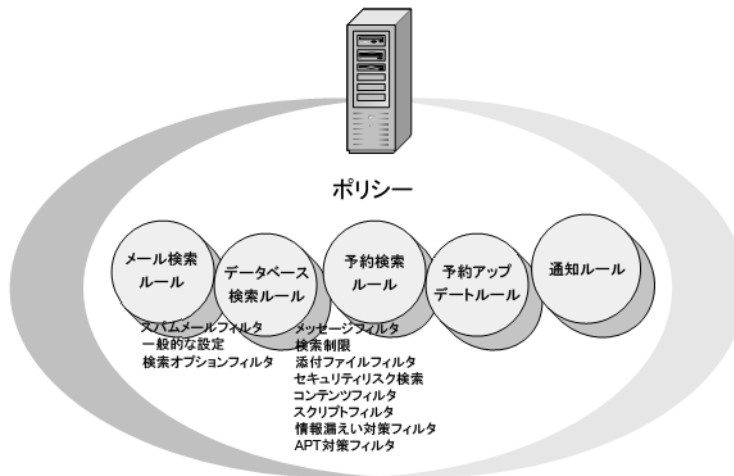 ポリシー
メール検索
ルール
データベース
検索ルール
予約検索
ルール
予約アップ
デートルール
通知ルール
スパムメールフィルタ
一般的な設定
検索オプションフィルタ
メッセージフィルタ
検索制限
添付ファイルフィルタ
セキュリティリスク検索
コンテンツフィルタ
スクリプトフィルタ
情報漏えい対策フィルタ
APT対策フィルタ